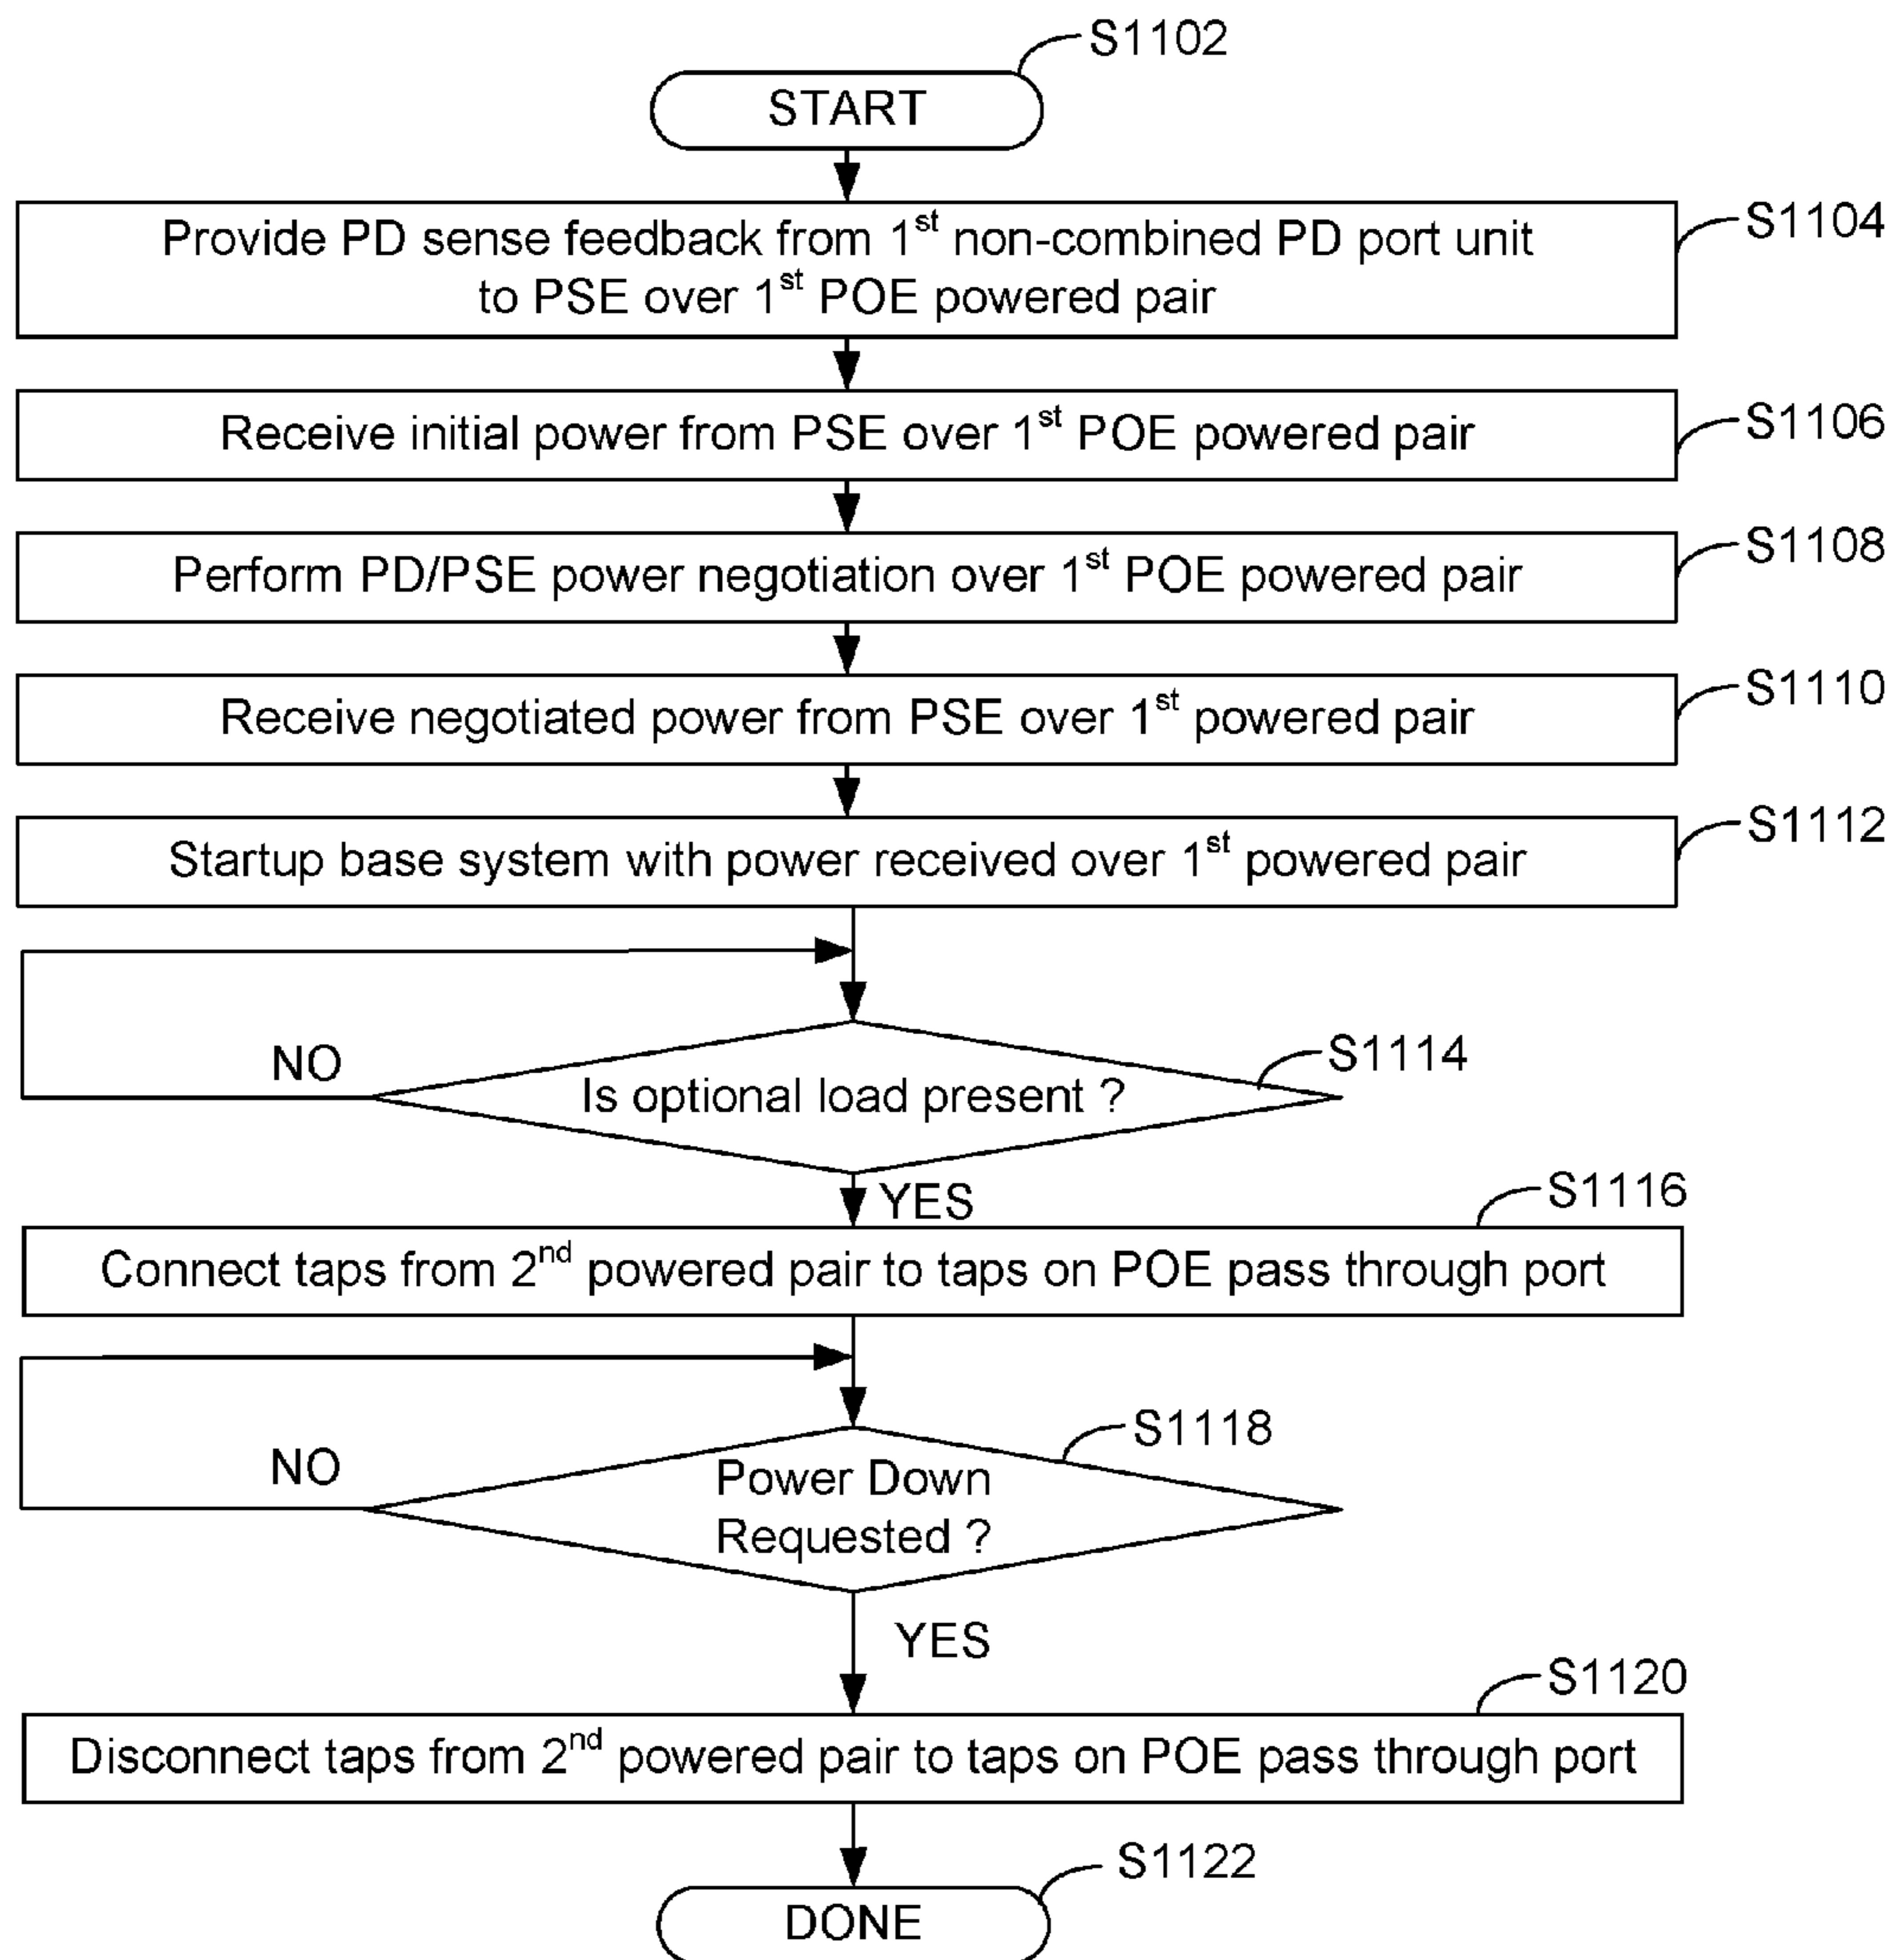 S1102
START
Provide PD sense feedback from 1st non-combined PD port unit
to PSE over 1st POE powered pair
S1104
Receive initial power from PSE over 1st POE powered pair
S1106
Perform PD/PSE power negotiation over 1st POE powered pair
S1108
Receive negotiated power from PSE over 1st powered pair
S1110
Startup base system with power received over 1st powered pair
S1112
NO
Is optional load present ?
S1114
YES
S1116
Connect taps from 2nd powered pair to taps on POE pass through port
NO
Power Down
Requested ?
S1118
YES
S1120
Disconnect taps from 2nd powered pair to taps on POE pass through port
S1122
DONE